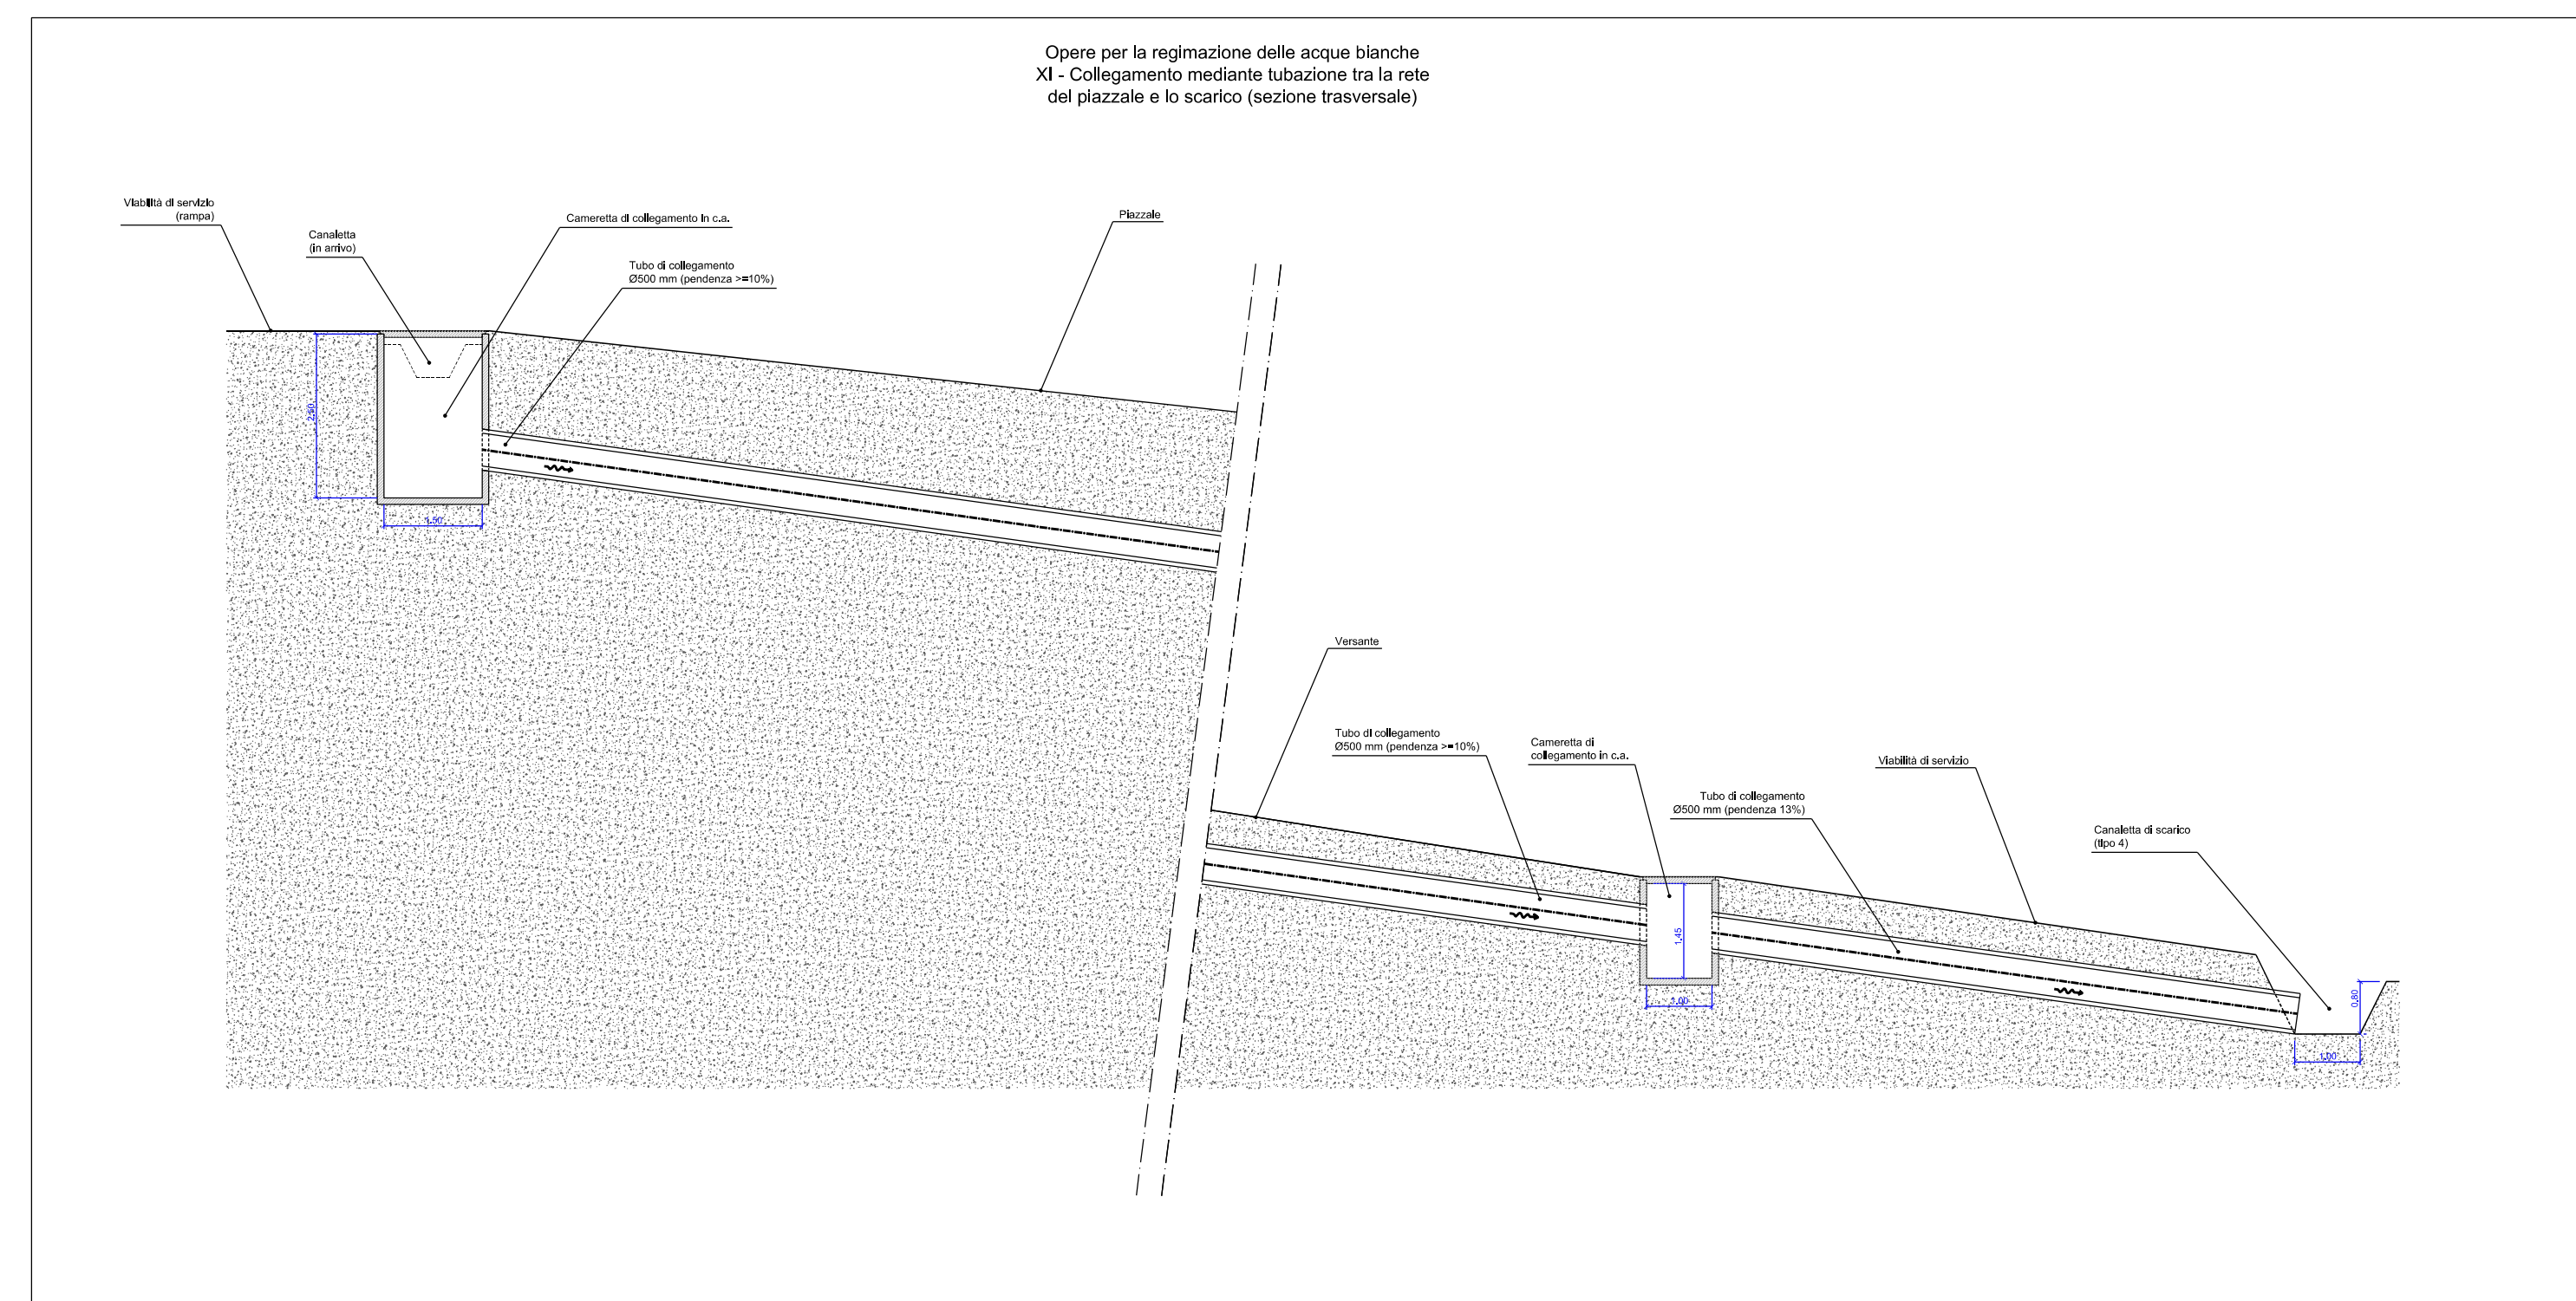 Opere per la regimazione delle acque bianche
XI - Collegamento mediante tubazione tra la rete
del piazzale e lo scarico (sezione trasversale)
Viabilità di servizio
(rampa)
Canaletta
(in arrivo)
Cameretta di collegamento in c.a.
Tubo di collegamento
Ø500 mm (pendenza >=10%)
Piazzale
2.50
1.50
Versante
Tubo di collegamento
Ø500 mm (pendenza >=10%)
Cameretta di
collegamento in c.a.
Tubo di collegamento
Ø500 mm (pendenza 13%)
Viabilità di servizio
Canaletta di scarico
(tipo 4)
1.45
1.00
0.80
1.00